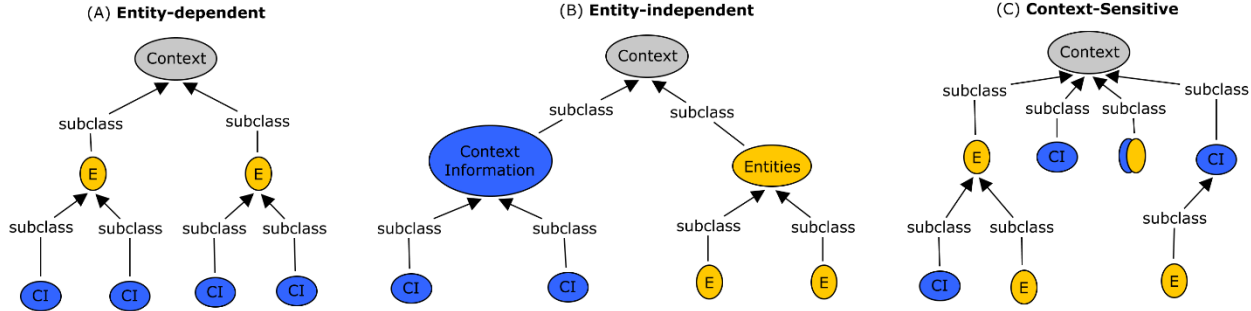 (A) Entity-dependent
Context
subclass
subclass
E
E
subclass
subclass
subclass
subclass
CI
CI
CI
CI
(B) Entity-independent
Context
subclass
subclass
Context
Information
Entities
subclass
subclass
subclass
subclass
CI
CI
E
E
(C) Context-Sensitive
Context
subclass
subclass
subclass
subclass
E
CI
CI
subclass
subclass
subclass
CI
E
E